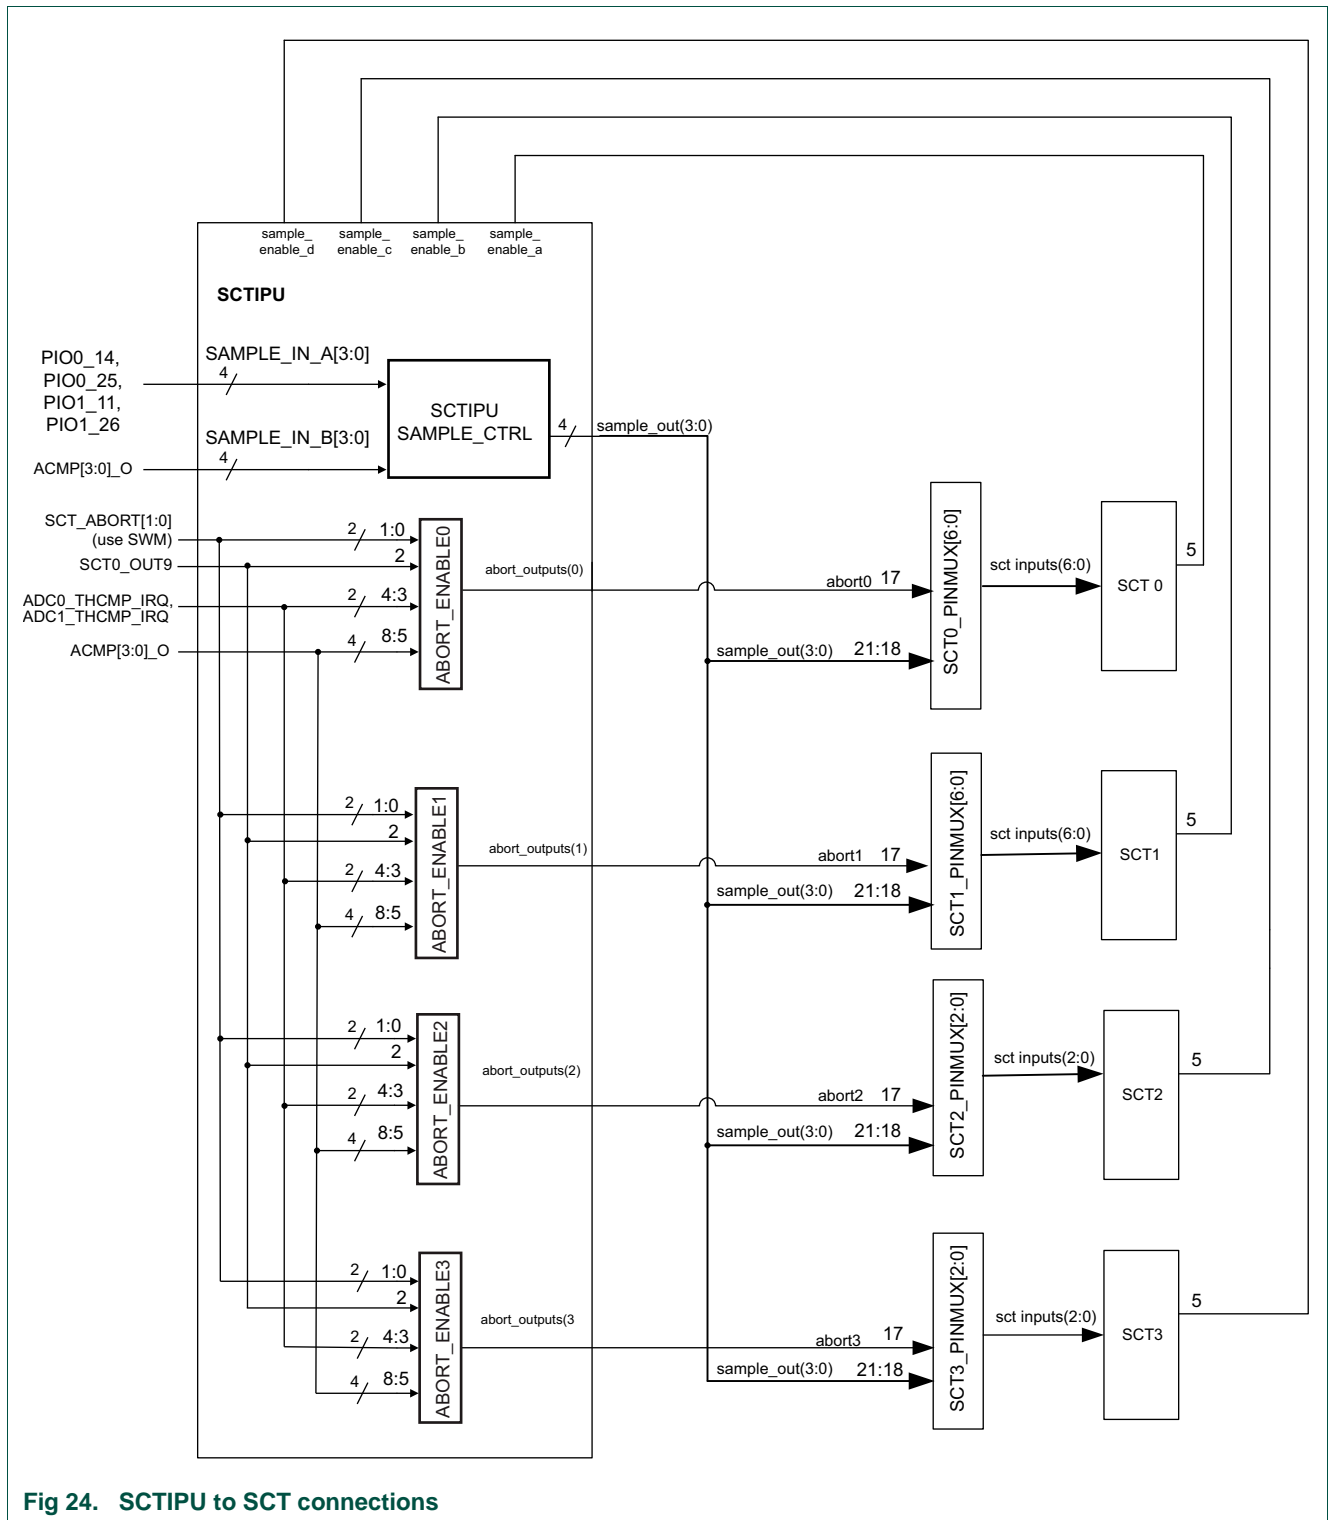 sample_
enable_d
sample_
enable_c
sample_
enable_b
sample_
enable_a
SCTIPU
PIO0_14,
PIO0_25,
PIO1_11,
PIO1_26
SAMPLE_IN_A[3:0]
4
SAMPLE_IN_B[3:0]
4
ACMP[3:0]_O
SCTIPU
SAMPLE_CTRL
4
sample_out(3:0)
SCT_ABORT[1:0]
(use SWM)
SCT0_OUT9
ADC0_THCMP_IRQ,
ADC1_THCMP_IRQ
ACMP[3:0]_O
2
1:0
2
2
4:3
4
8:5
ABORT_ENABLE0
abort_outputs(0)
abort0
17
sample_out(3:0)
21:18
SCT0_PINMUX[6:0]
sct inputs(6:0)
SCT 0
5
2
1:0
2
2
4:3
4
8:5
ABORT_ENABLE1
abort_outputs(1)
abort1
17
sample_out(3:0)
21:18
SCT1_PINMUX[6:0]
sct inputs(6:0)
SCT1
5
2
1:0
2
2
4:3
4
8:5
ABORT_ENABLE2
abort_outputs(2)
abort2
17
sample_out(3:0)
21:18
SCT2_PINMUX[2:0]
sct inputs(2:0)
SCT2
5
2
1:0
2
2
4:3
4
8:5
ABORT_ENABLE3
abort_outputs(3
abort3
17
sample_out(3:0)
21:18
SCT3_PINMUX[2:0]
sct inputs(2:0)
SCT3
5
Fig 24. SCTIPU to SCT connections